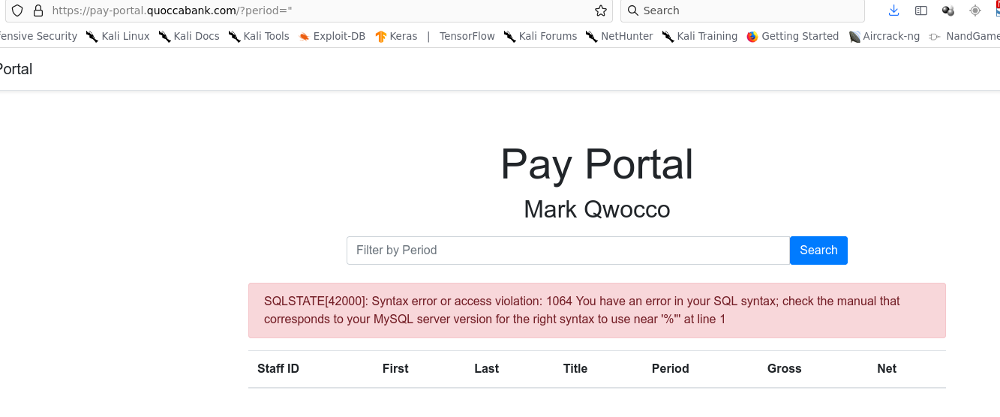 https://pay-portal.quoccabank.com/?period="
Search
fensive Security Kali Linux Kali Docs Kali Tools Exploit-DB Keras | TensorFlow Kali Forums NetHunter Kali Training Getting Started Aircrack-ng NandGame
Portal
Pay Portal
Mark Qwocco
Filter by Period Search
SQLSTATE[42000]: Syntax error or access violation: 1064 You have an error in your SQL syntax; check the manual that
corresponds to your MySQL server version for the right syntax to use near '%"' at line 1
Staff ID First Last Title Period Gross Net